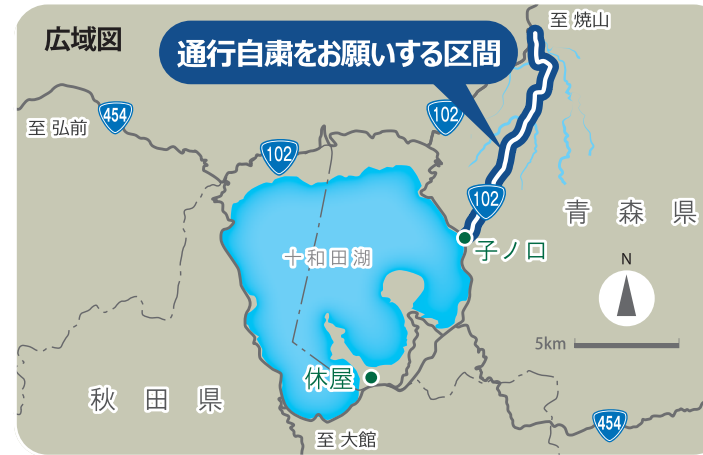 至 焼山
広域図
通行自粛をお願いする区間
454
102
至 弘前
102
102
青森県
十和田湖
子ノ口
N
5km
休屋
秋田県
454
至 大館